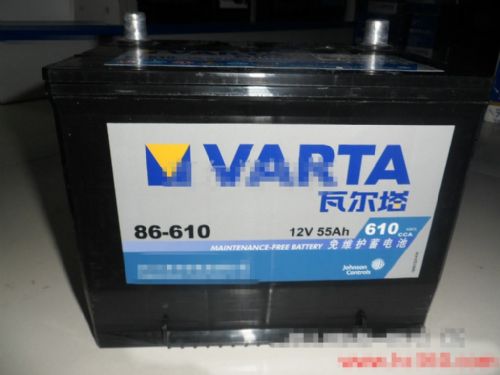 VARTA
瓦尔塔
86-610
12V 55Ah
610
CCA
MAINTENANCE-FREE BATTERY
免维护蓄电池
Johnson
Controls